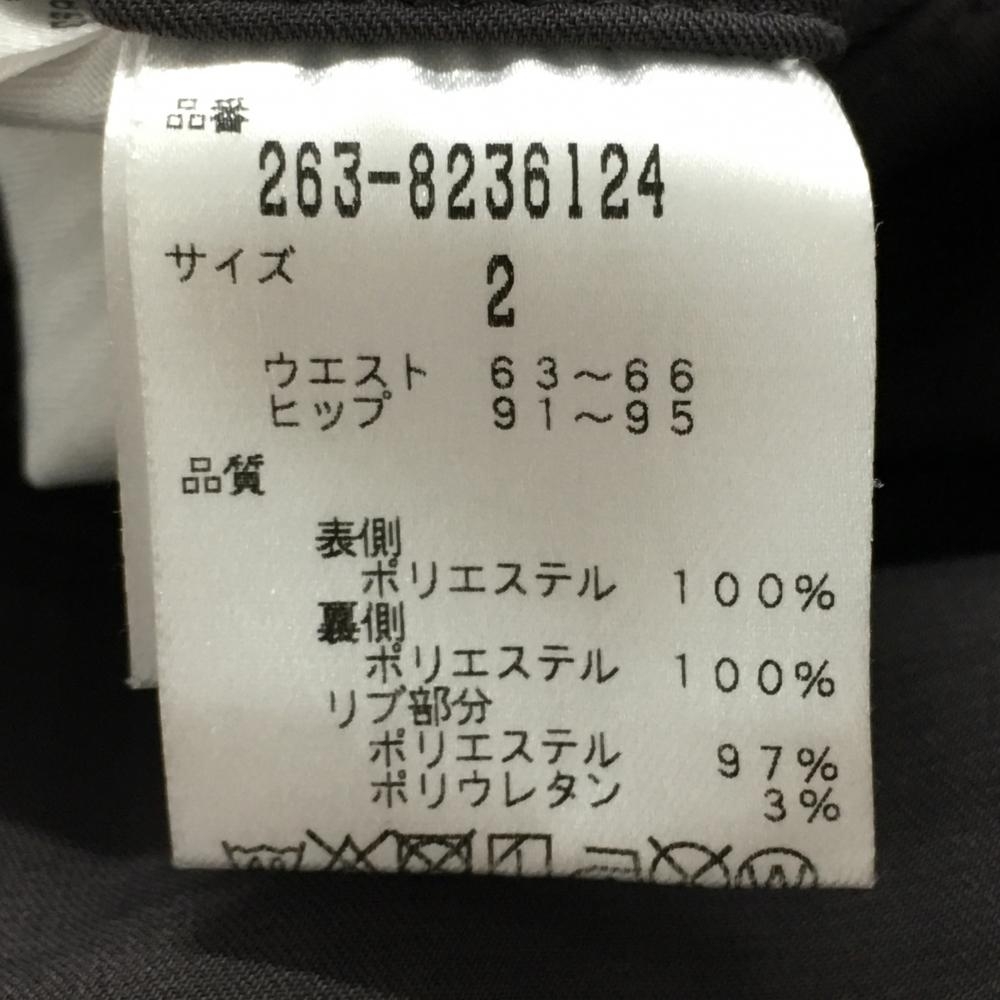 品番
263-8236124
サイズ 2
ウエスト 63~66
ヒップ 91~95
品質
表側
ポリエステル 100%
裏側
ポリエステル 100%
リブ部分
ポリエステル 97%
ポリウレタン 3%